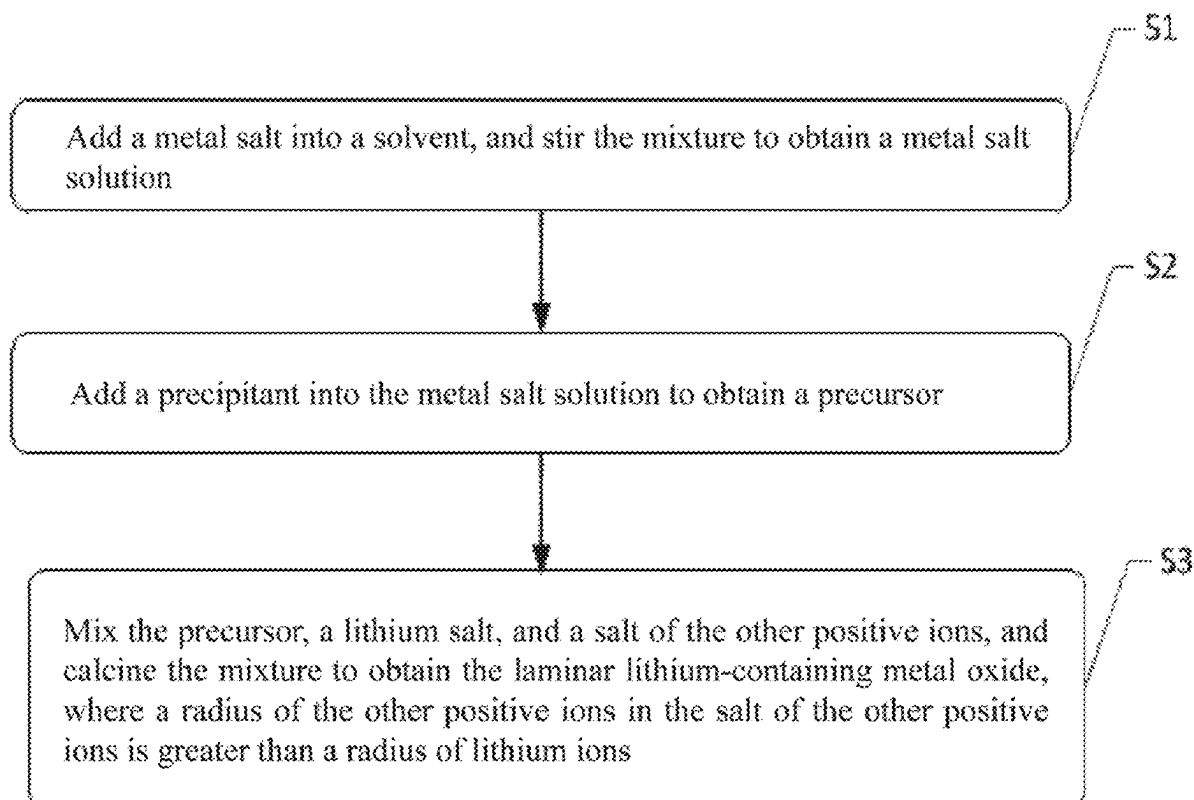 S1
Add a metal salt into a solvent, and stir the mixture to obtain a metal salt
solution
S2
Add a precipitant into the metal salt solution to obtain a precursor
S3
Mix the precursor, a lithium salt, and a salt of the other positive ions, and
calcine the mixture to obtain the laminar lithium-containing metal oxide,
where a radius of the other positive ions in the salt of the other positive
ions is greater than a radius of lithium ions